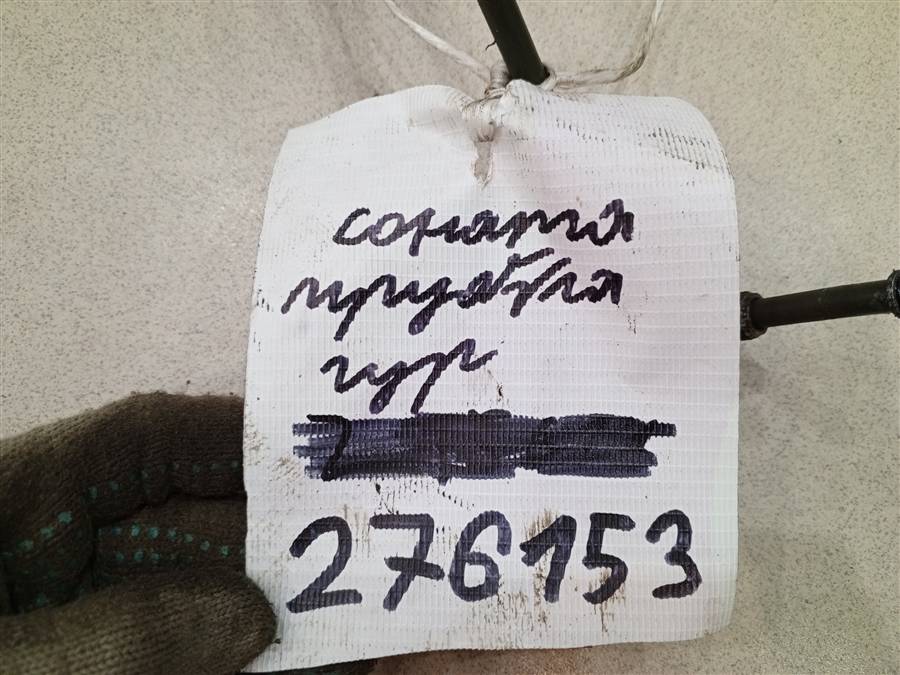 соната
трубка
гур
276153